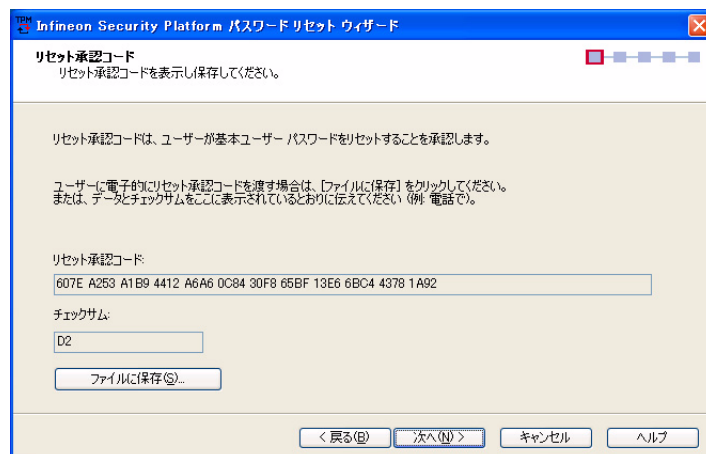 TPM
Infineon Security Platform パスワード リセット ウィザード
リセット承認コード
リセット承認コードを表示し保存してください。
リセット承認コードは、ユーザーが基本ユーザー パスワードをリセットすることを承認します。
ユーザーに電子的にリセット承認コードを渡す場合は、[ファイルに保存] をクリックしてください。
または、データとチェックサムをここに表示されているとおりに伝えてください (例: 電話で)。
リセット承認コード:
607E A253 A1B9 4412 A6A6 0C84 30F8 65BF 13E6 6BC4 4378 1A92
チェックサム:
D2
ファイルに保存(S)...
< 戻る(B) 次へ(N) > キャンセル ヘルプ